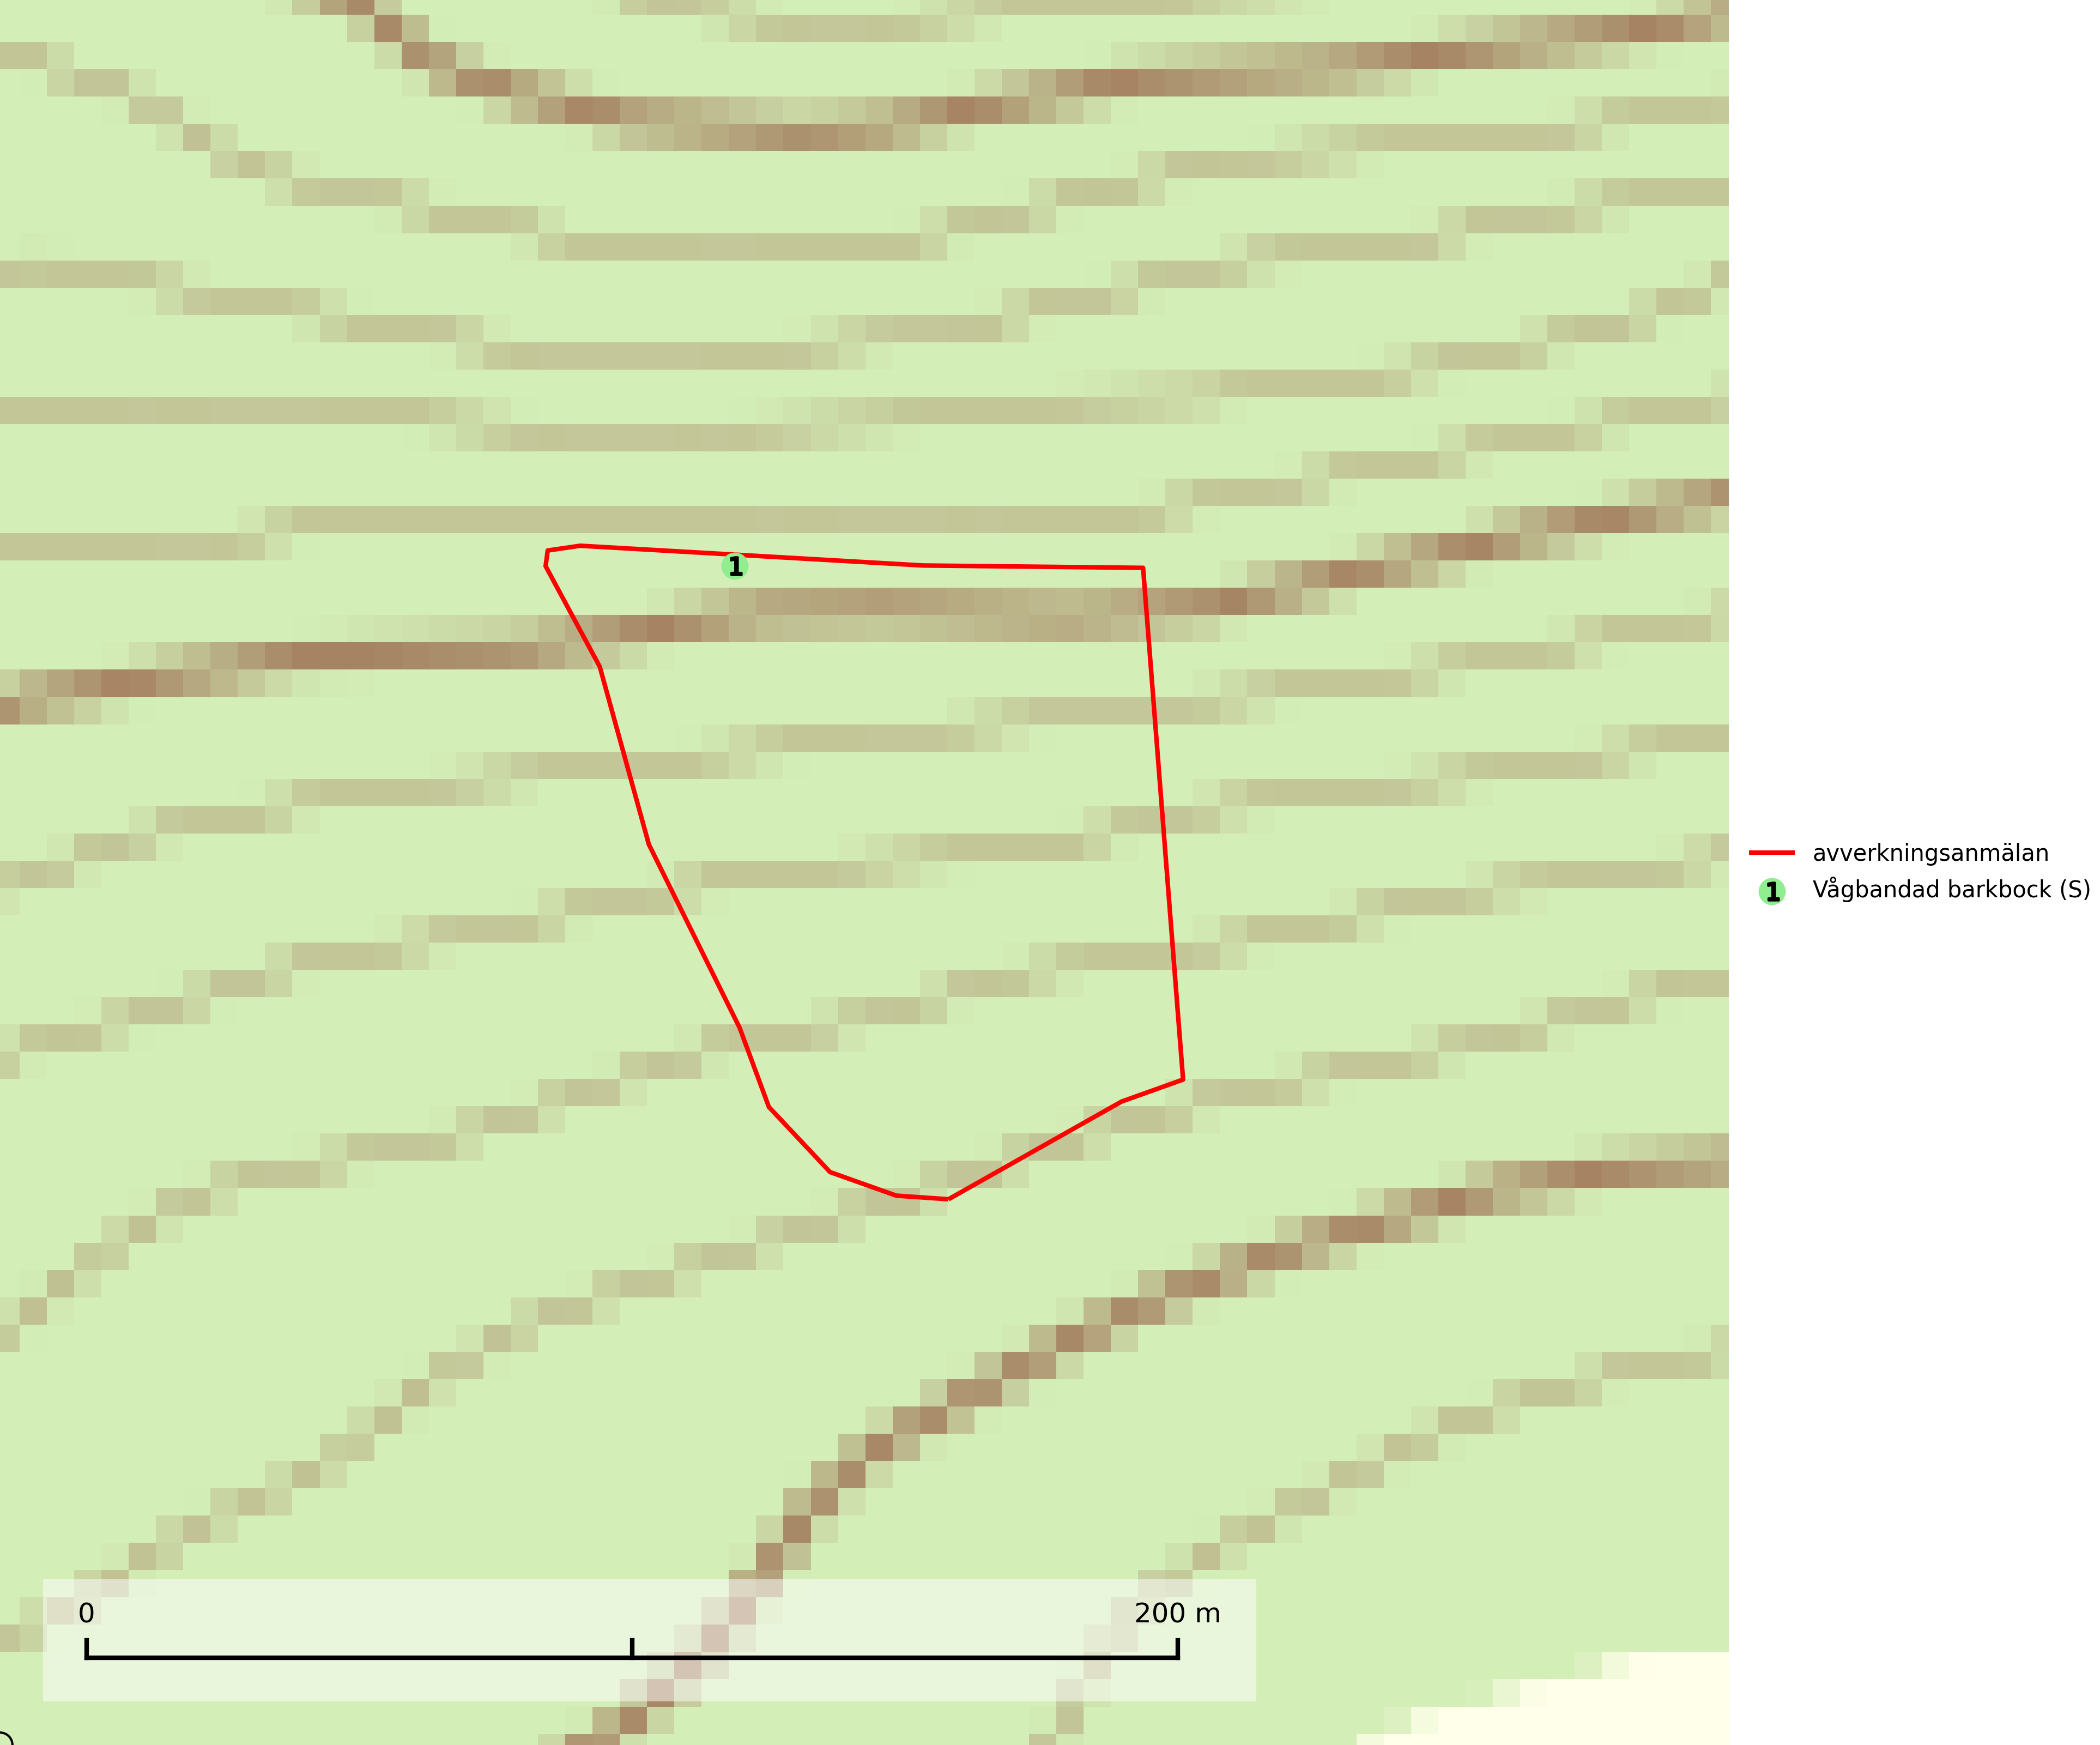 1
avverkningsanmälan
1 Vågbandad barkbock (S)
0 200 m